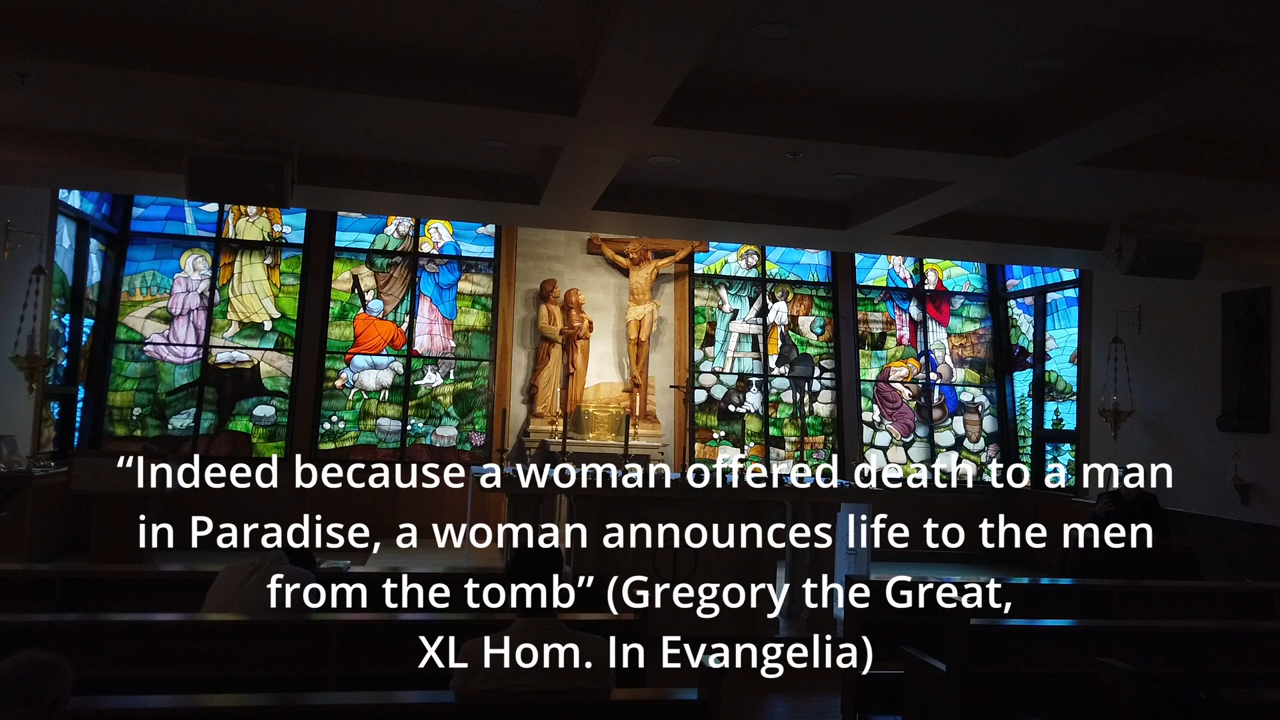 “Indeed because a woman offered death to a man
in Paradise, a woman announces life to the men
from the tomb” (Gregory the Great,
XL Hom. In Evangelia)